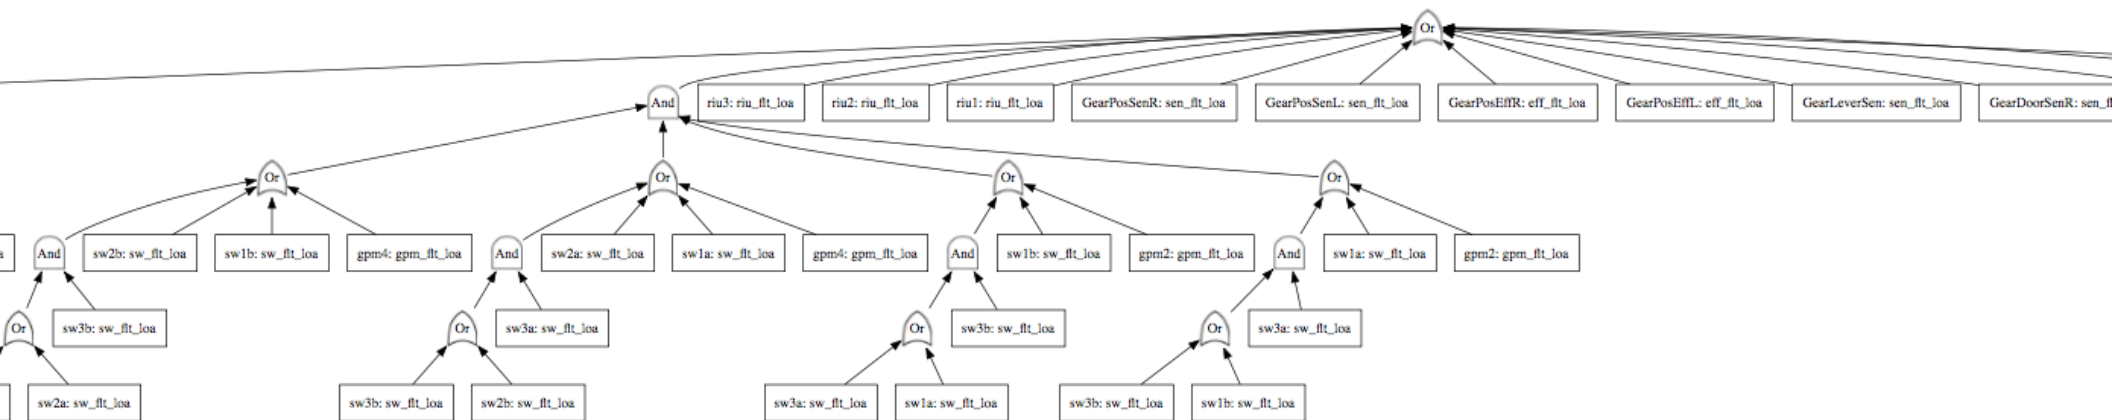 Or
And
riu3: riu_flt_loa
riu2: riu_flt_loa
riu1: riu_flt_loa
GearPosSenR: sen_flt_loa
GearPosSenL: sen_flt_loa
GearPosEffR: eff_flt_loa
GearPosEffL: eff_flt_loa
GearLeverSen: sen_flt_loa
GearDoorSenR: sen_fl
Or
Or
Or
Or
a
And
sw2b: sw_flt_loa
sw1b: sw_flt_loa
gpm4: gpm_flt_loa
And
sw2a: sw_flt_loa
sw1a: sw_flt_loa
gpm4: gpm_flt_loa
And
sw1b: sw_flt_loa
gpm2: gpm_flt_loa
And
sw1a: sw_flt_loa
gpm2: gpm_flt_loa
Or
sw3b: sw_flt_loa
Or
sw3a: sw_flt_loa
Or
sw3b: sw_flt_loa
Or
sw3a: sw_flt_loa
sw2a: sw_flt_loa
sw3b: sw_flt_loa
sw2b: sw_flt_loa
sw3a: sw_flt_loa
sw1a: sw_flt_loa
sw3b: sw_flt_loa
sw1b: sw_flt_loa